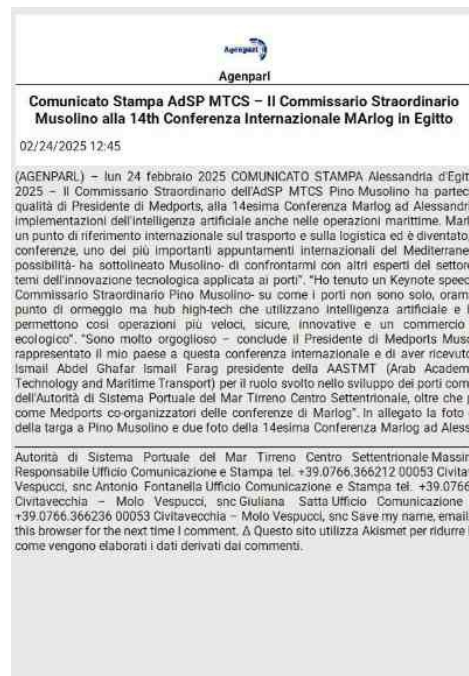 Agenparl
Agenparl
Comunicato Stampa AdSP MTCS – Il Commissario Straordinario
Musolino alla 14th Conferenza Internazionale MArlog in Egitto
02/24/2025 12:45
(AGENPARL) – lun 24 febbraio 2025 COMUNICATO STAMPA Alessandria d'Egitt
2025 – Il Commissario Straordinario dell'AdSP MTCS Pino Musolino ha partec
qualità di Presidente di Medports, alla 14esima Conferenza Marlog ad Alessandri
implementazioni dell'intelligenza artificiale anche nelle operazioni marittime. Marl
un punto di riferimento internazionale sul trasporto e sulla logistica ed è diventato,
conferenze, uno dei più importanti appuntamenti internazionali del Mediterrane
possibilità- ha sottolineato Musolino- di confrontarmi con altri esperti del settore
temi dell'innovazione tecnologica applicata ai porti". "Ho tenuto un Keynote speec
Commissario Straordinario Pino Musolino- su come i porti non sono solo, oram
punto di ormeggio ma hub high-tech che utilizzano intelligenza artificiale e
permettono così operazioni più veloci, sicure, innovative e un commercio
ecologico". "Sono molto orgoglioso – conclude il Presidente di Medports Muso
rappresentato il mio paese a questa conferenza internazionale e di aver ricevuto
Ismail Abdel Ghafar Ismail Farag presidente della AASTMT (Arab Academ
Technology and Maritime Transport) per il ruolo svolto nello sviluppo dei porti com
dell'Autorità di Sistema Portuale del Mar Tirreno Centro Settentrionale, oltre che p
come Medports co-organizzatori delle conferenze di Marlog". In allegato la foto
della targa a Pino Musolino e due foto della 14esima Conferenza Marlog ad Aless
Autorità di Sistema Portuale del Mar Tirreno Centro Settentrionale Massin
Responsabile Ufficio Comunicazione e Stampa tel. +39.0766.366212 00053 Civita
Vespucci, snc Antonio Fontanella Ufficio Comunicazione e Stampa tel. +39.0766
Civitavecchia – Molo Vespucci, snc Giuliana Satta Ufficio Comunicazione
+39.0766.366236 00053 Civitavecchia – Molo Vespucci, snc Save my name, email
this browser for the next time I comment. Δ Questo sito utilizza Akismet per ridurre
come vengono elaborati i dati derivati dai commenti.